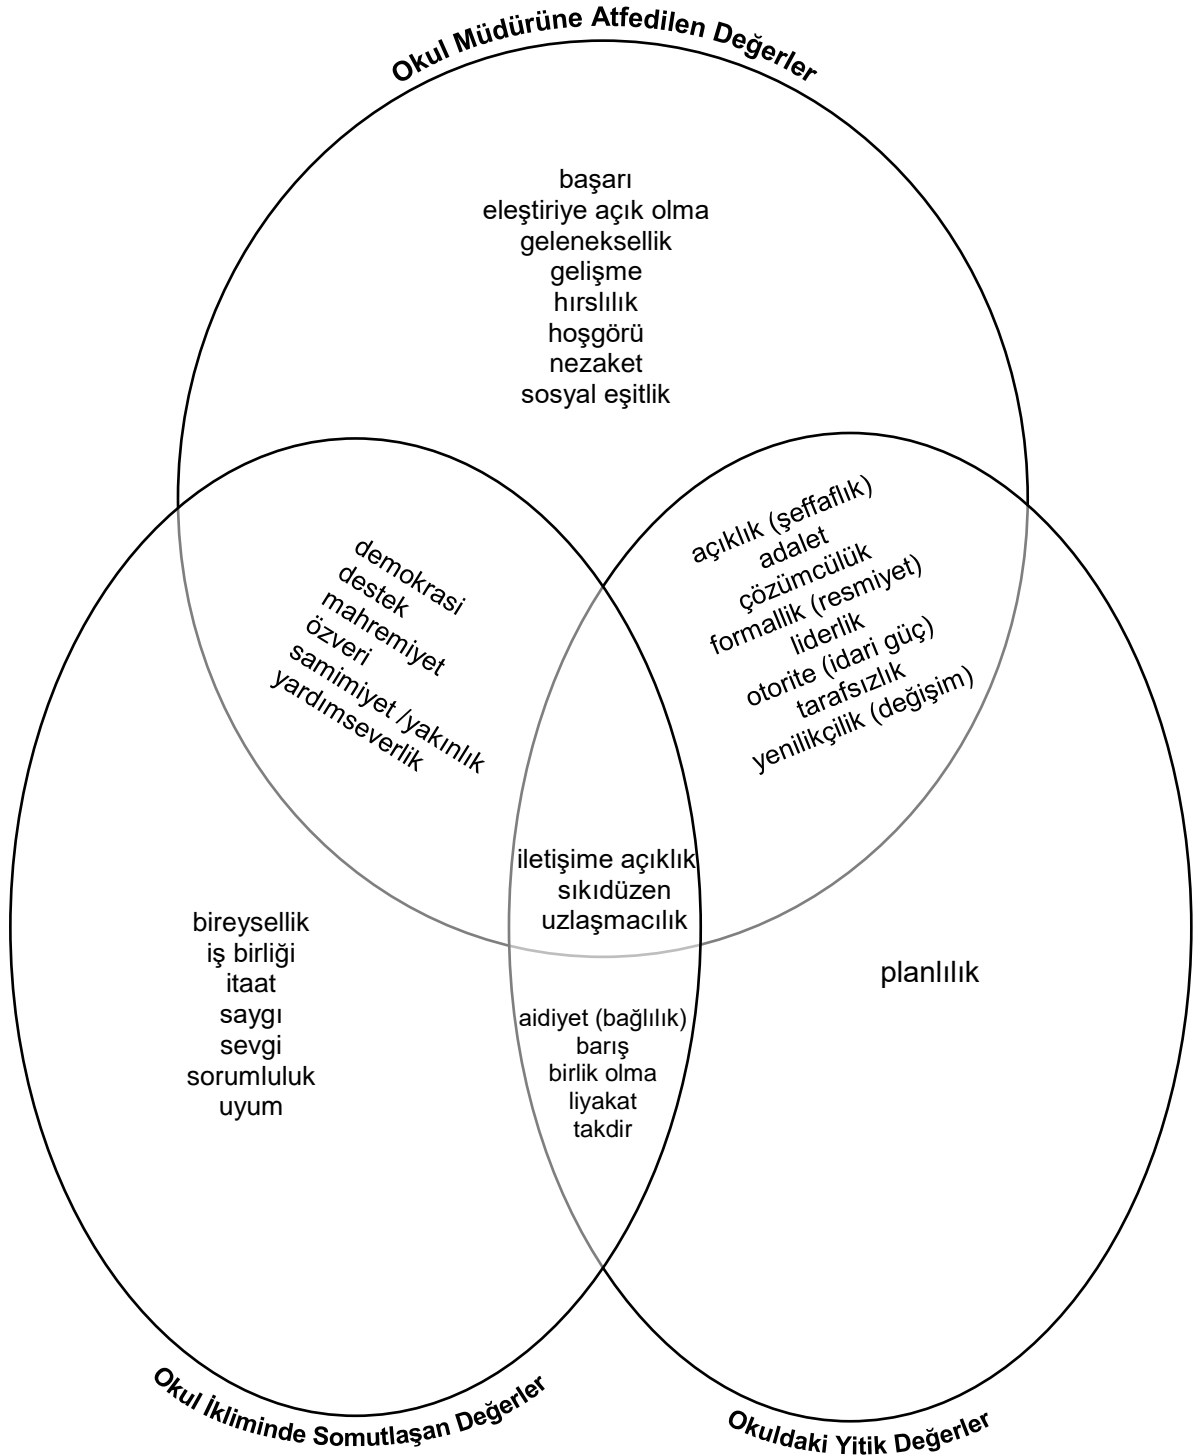 Okul Müdürüne Atfedilen Değerler
başarı
eleştiriye açık olma
geleneksellik
gelişme
hırslılık
hoşgörü
nezaket
sosyal eşitlik
demokrasi
destek
mahremiyet
özveri
samimiyet /yakınlık
yardımseverlik
açıklık (şeffaflık)
adalet
çözümcülük
formallik (resmiyet)
liderlik
otorite (idari güç)
tarafsızlık
yenilikçilik (değişim)
iletişime açıklık
sıkıdüzen
uzlaşmacılık
bireysellik
iş birliği
itaat
saygı
sevgi
sorumluluk
uyum
planlılık
aidiyet (bağlılık)
barış
birlik olma
liyakat
takdir
Okul İkliminde Somutlaşan Değerler
Okuldaki Yitik Değerler